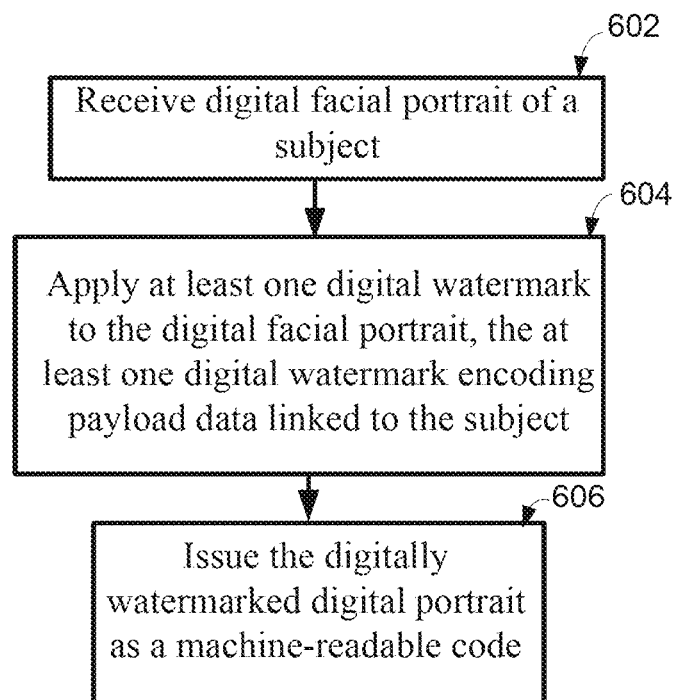 602
Receive digital facial portrait of a
subject
604
Apply at least one digital watermark
to the digital facial portrait, the at
least one digital watermark encoding
payload data linked to the subject
606
Issue the digitally
watermarked digital portrait
as a machine-readable code